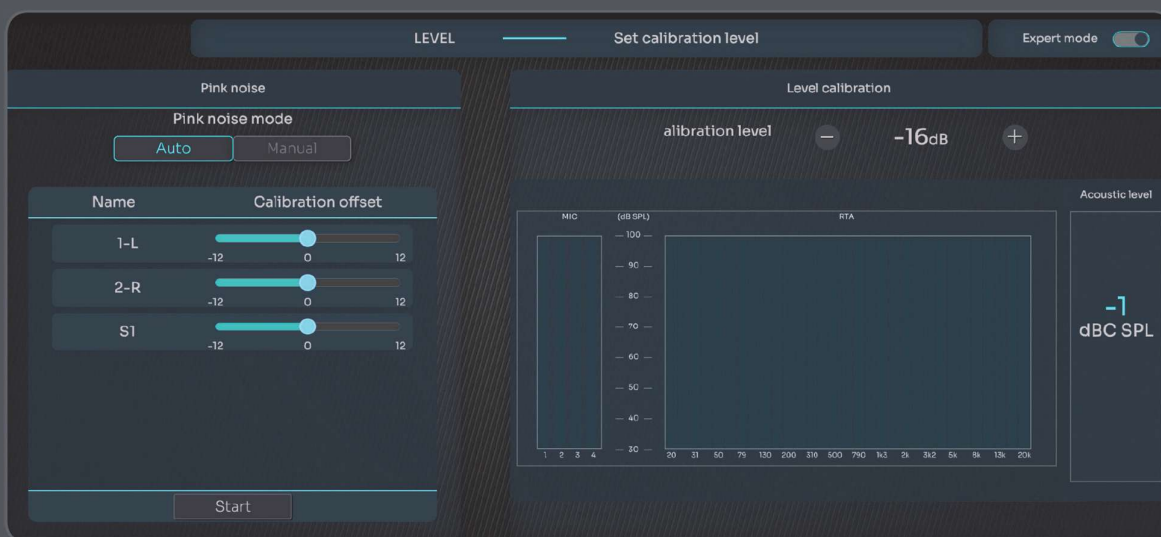 LEVEL Set calibration level
Expert mode
Pink noise
Pink noise mode
Auto Manual
Name Calibration offset
1-L
-12 0 12
2-R
-12 0 12
S1
-12 0 12
Start
Level calibration
alibration level − -16dB +
MIC (dB SPL) RTA
100
90
80
70
60
50
40
30
1 2 3 4
20 31 50 79 130 200 310 500 790 1k3 2k 3k2 5k 8k 13k 20k
Acoustic level
-1
dBC SPL